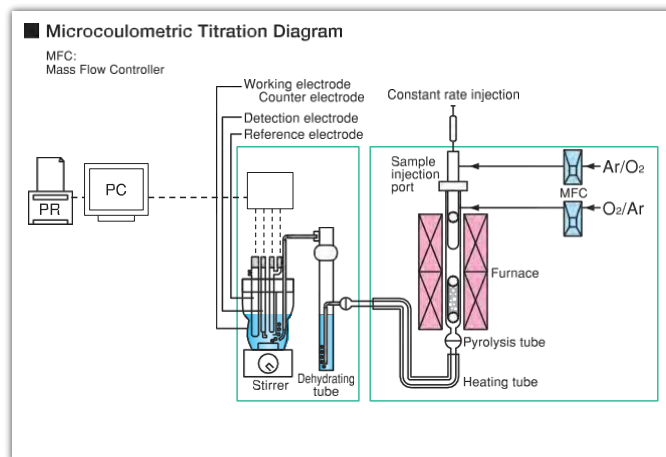 Microcoulometric Titration Diagram
MFC:
Mass Flow Controller
Working electrode
Counter electrode
Detection electrode
Reference electrode
Constant rate injection
Sample
injection
port
Ar/O₂
MFC
O₂/Ar
PC
PR
Furnace
Pyrolysis tube
Heating tube
Stirrer
Dehydrating
tube